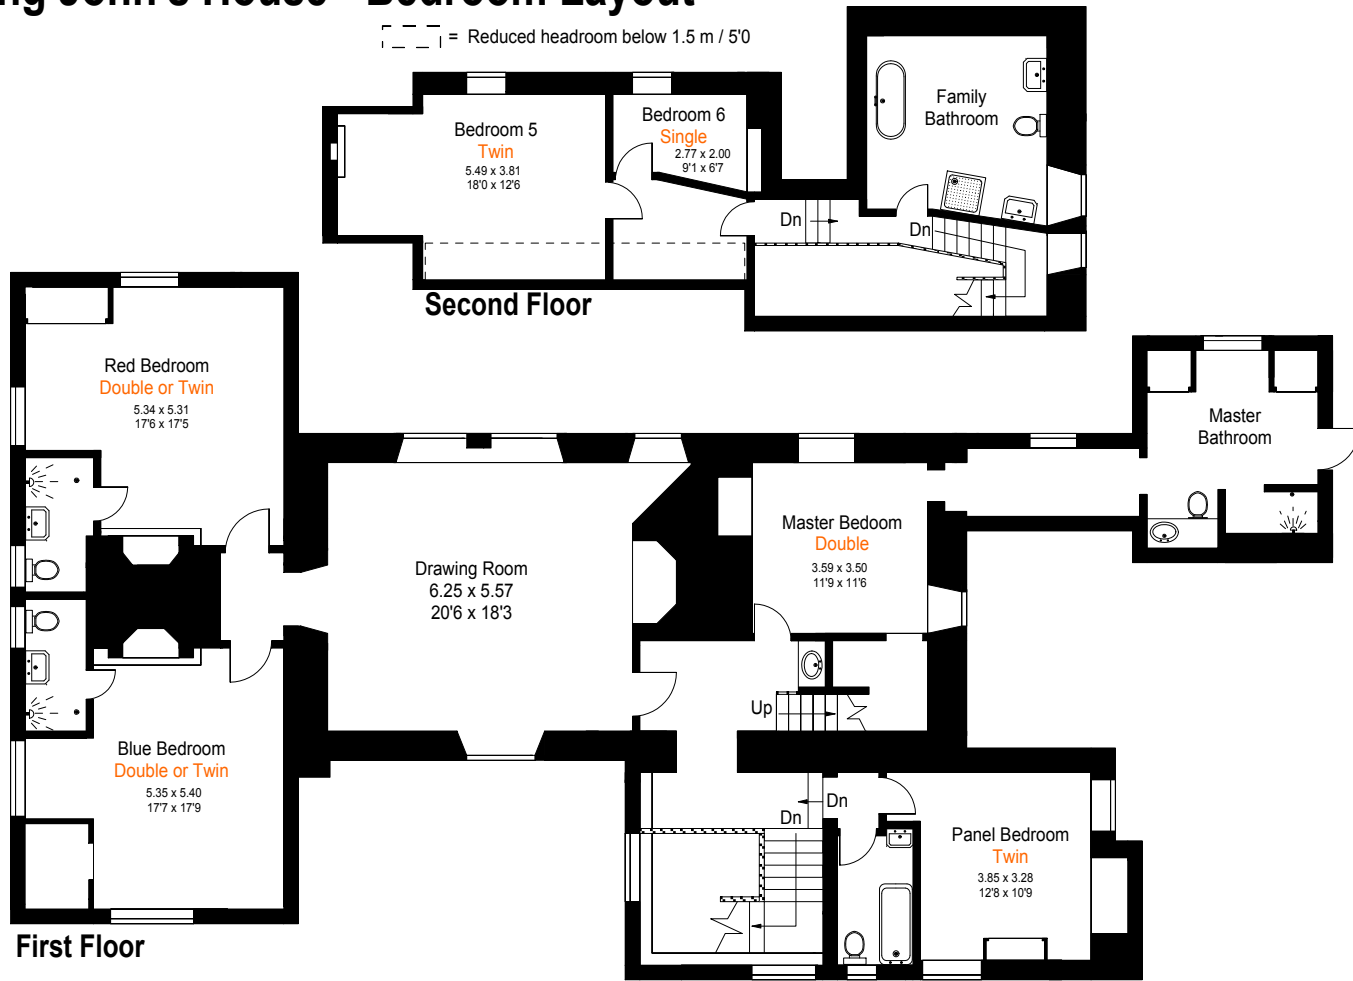 John's House - Bedroom Layout
= Reduced headroom below 1.5 m / 5'0
Family
Bathroom
Bedroom 5
Twin
5.49 x 3.81
18'0 x 12'6
Bedroom 6
Single
2.77 x 2.00
9'1 x 6'7
Dn
Dn
Second Floor
Red Bedroom
Double or Twin
5.34 x 5.31
17'6 x 17'5
Master
Bathroom
Drawing Room
6.25 x 5.57
20'6 x 18'3
Master Bedoom
Double
3.59 x 3.50
11'9 x 11'6
Up
Blue Bedroom
Double or Twin
5.35 x 5.40
17'7 x 17'9
Dn
Dn
Panel Bedroom
Twin
3.85 x 3.28
12'8 x 10'9
First Floor